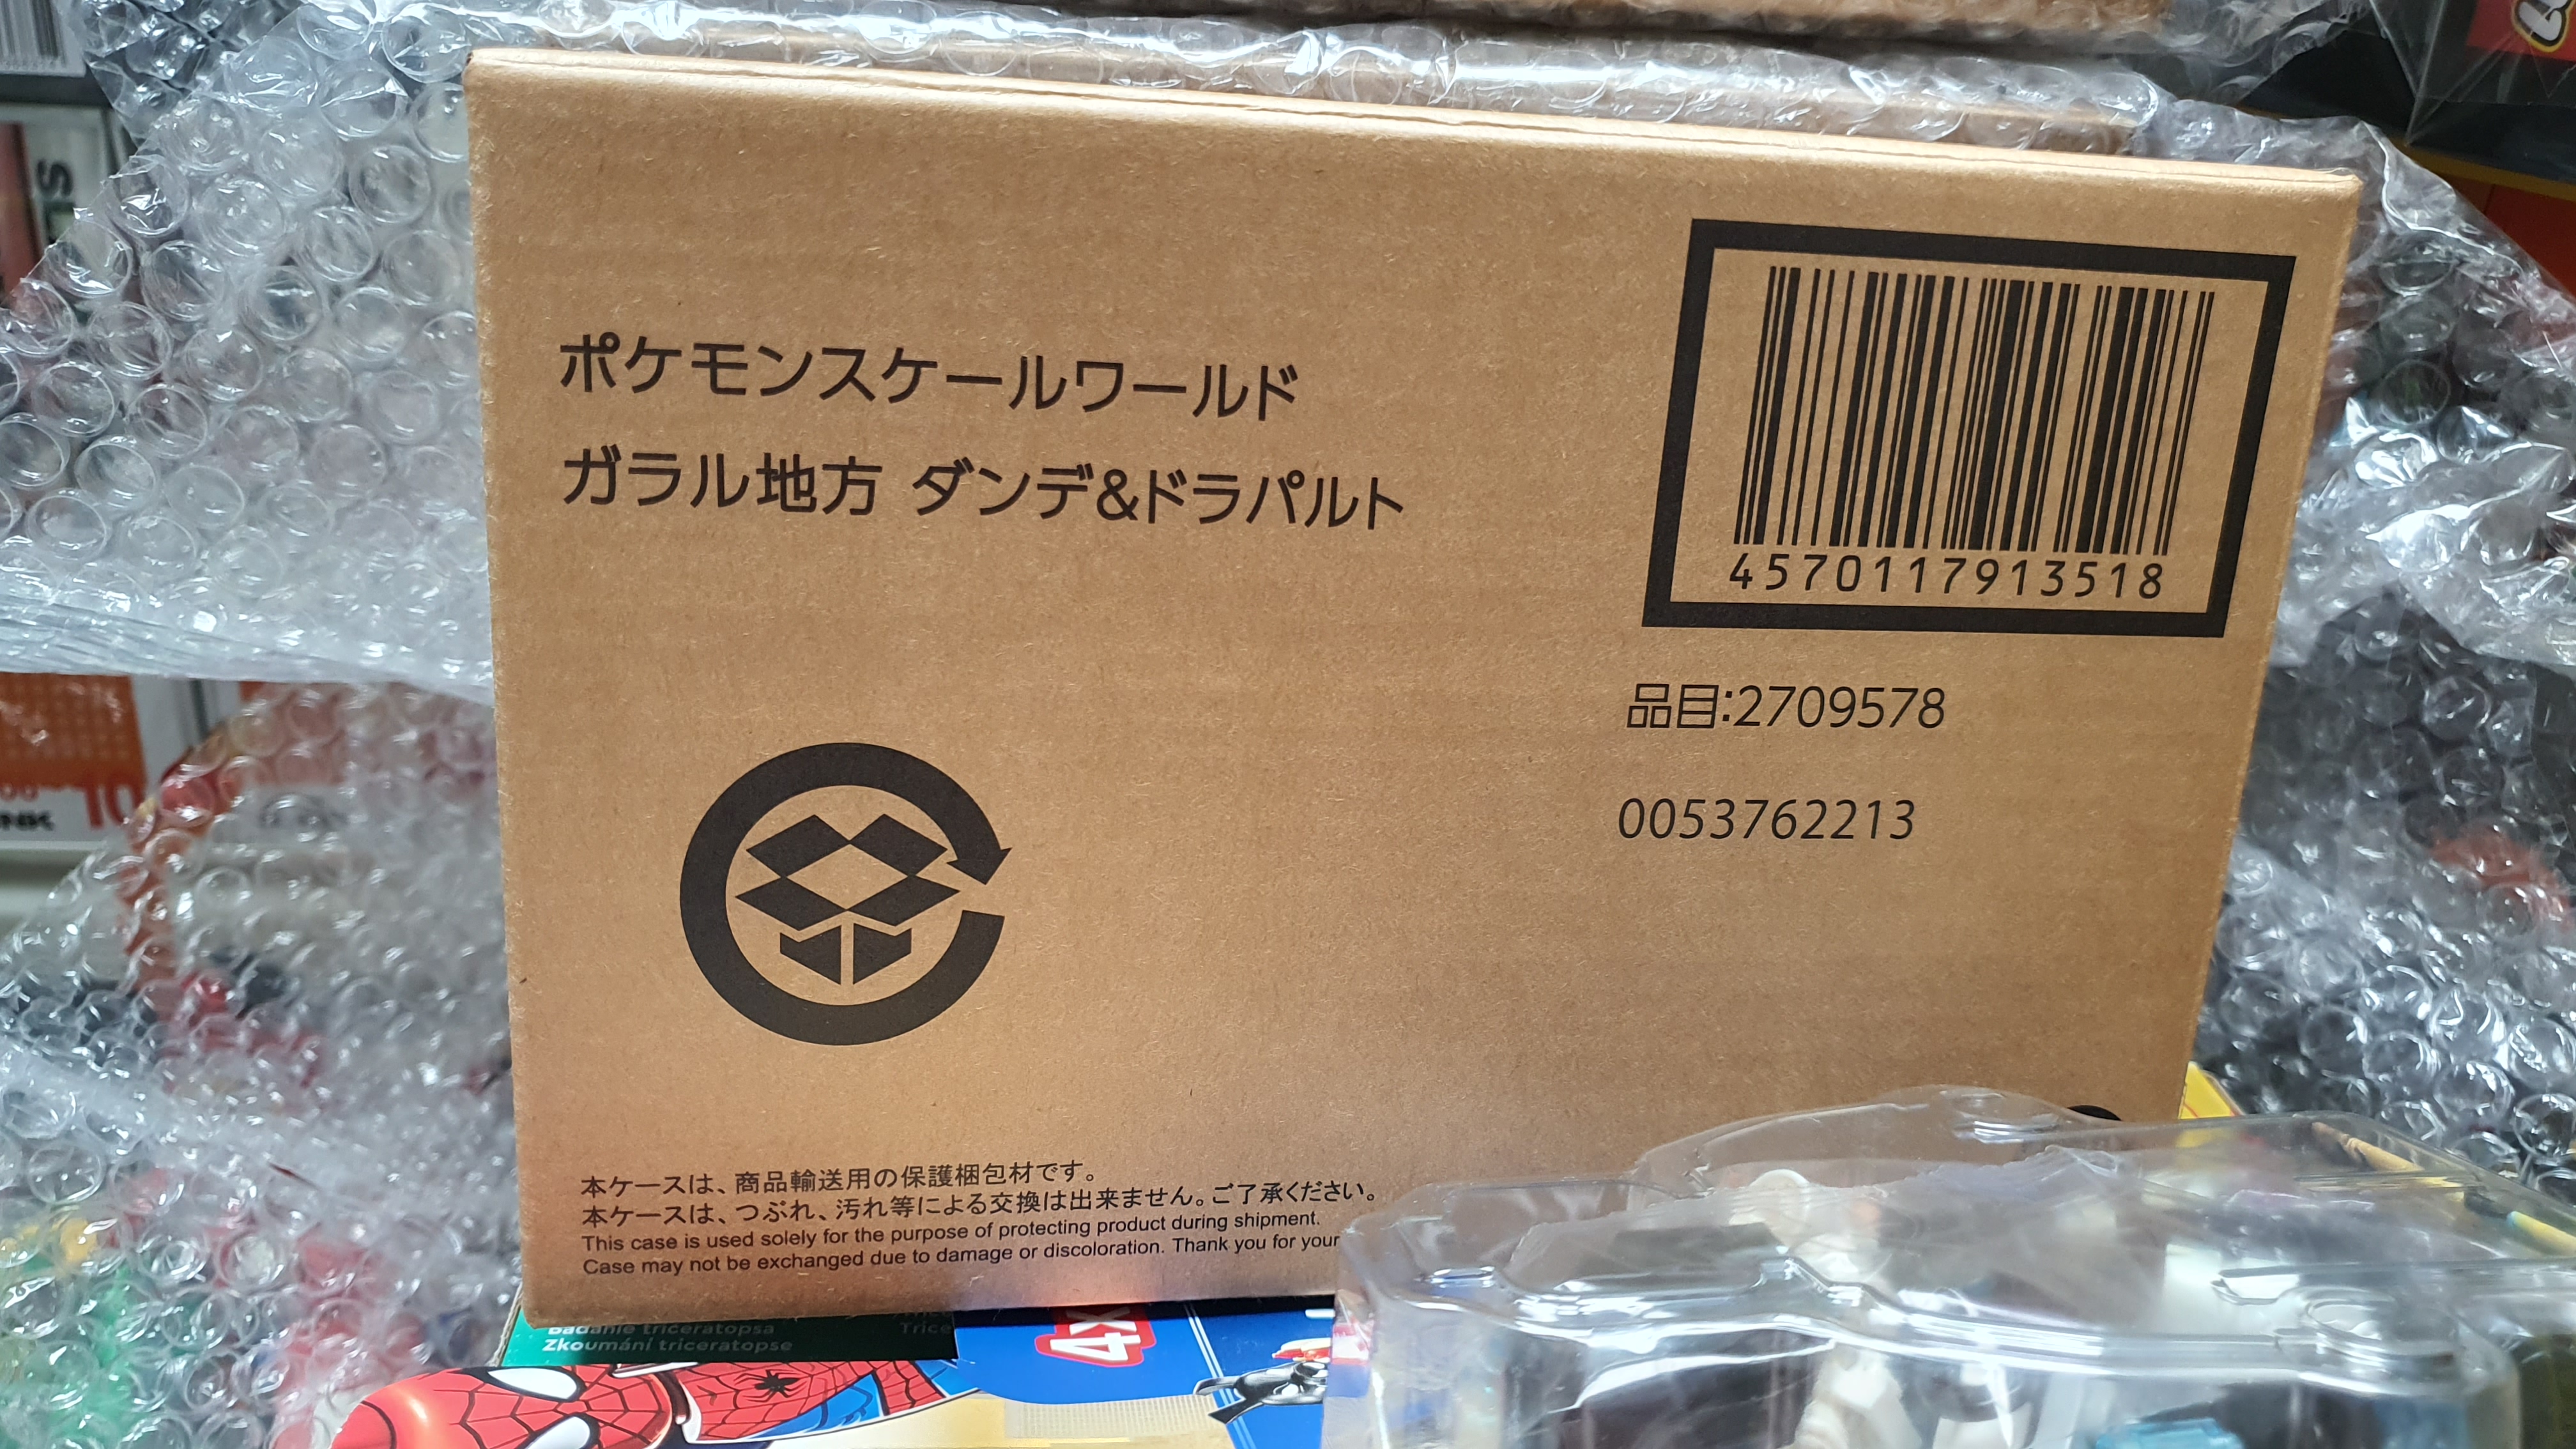 ポケモンスケールワールド
ガラル地方 ダンデ&ドラパルト
4570117913518
品目:2709578
0053762213
本ケースは、商品輸送用の保護梱包材です。
本ケースは、つぶれ、汚れ等による交換は出来ません。ご了承ください。
This case is used solely for the purpose of protecting product during shipment.
Case may not be exchanged due to damage or discoloration. Thank you for your
Badanie triceratopsa
Zkoumání triceratopse
4x